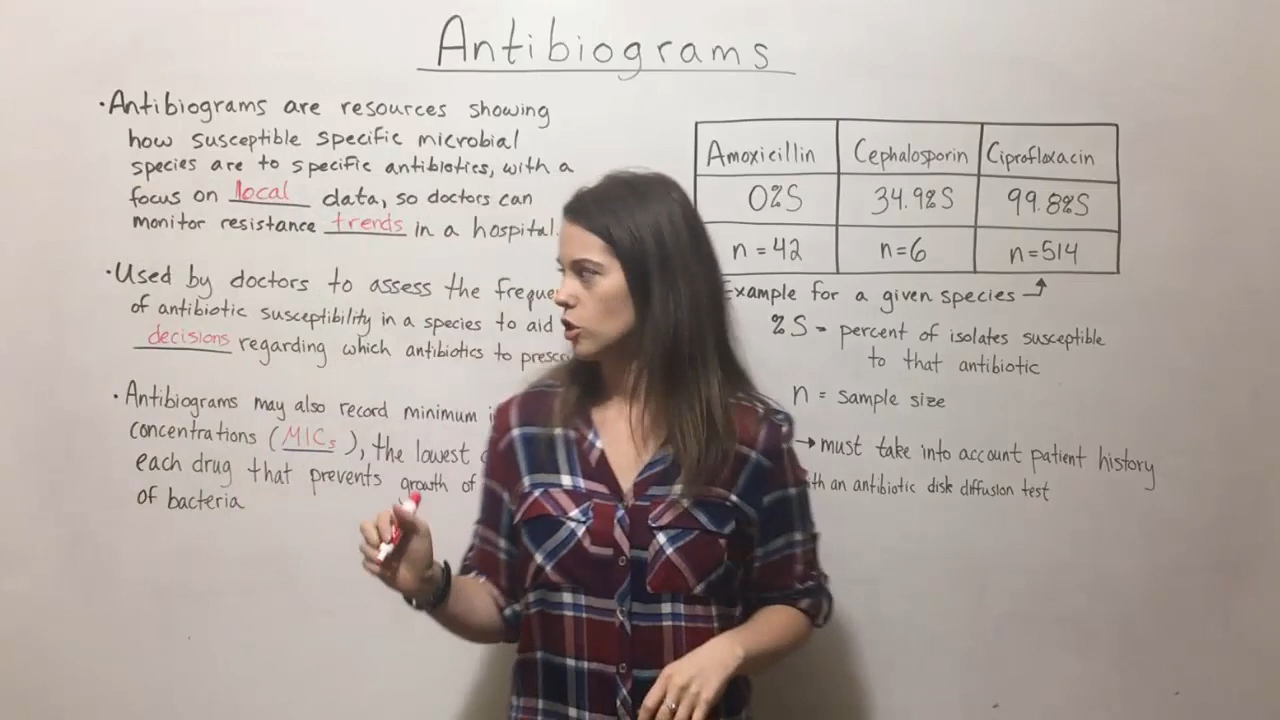 Antibiograms
·Antibiograms are resources showing
how susceptible specific microbial
species are to specific antibiotics, with a
focus on local data, so doctors can
monitor resistance trends in a hospital.
·Used by doctors to assess the
of antibiotic susceptibility in a species to aid
decisions regarding which antibiotics to
·Antibiograms may also record minimum
concentrations (MICs), the lowest
each drug that prevents growth of
of bacteria
Amoxicillin Cephalosporin Ciprofloxacin
0%S 34.9%S 99.8%S
n=42 n=6 n=514
Example for a given species
%S = percent of isolates susceptible
to that antibiotic
n = sample size
→must take into account patient history
an antibiotic disk diffusion test